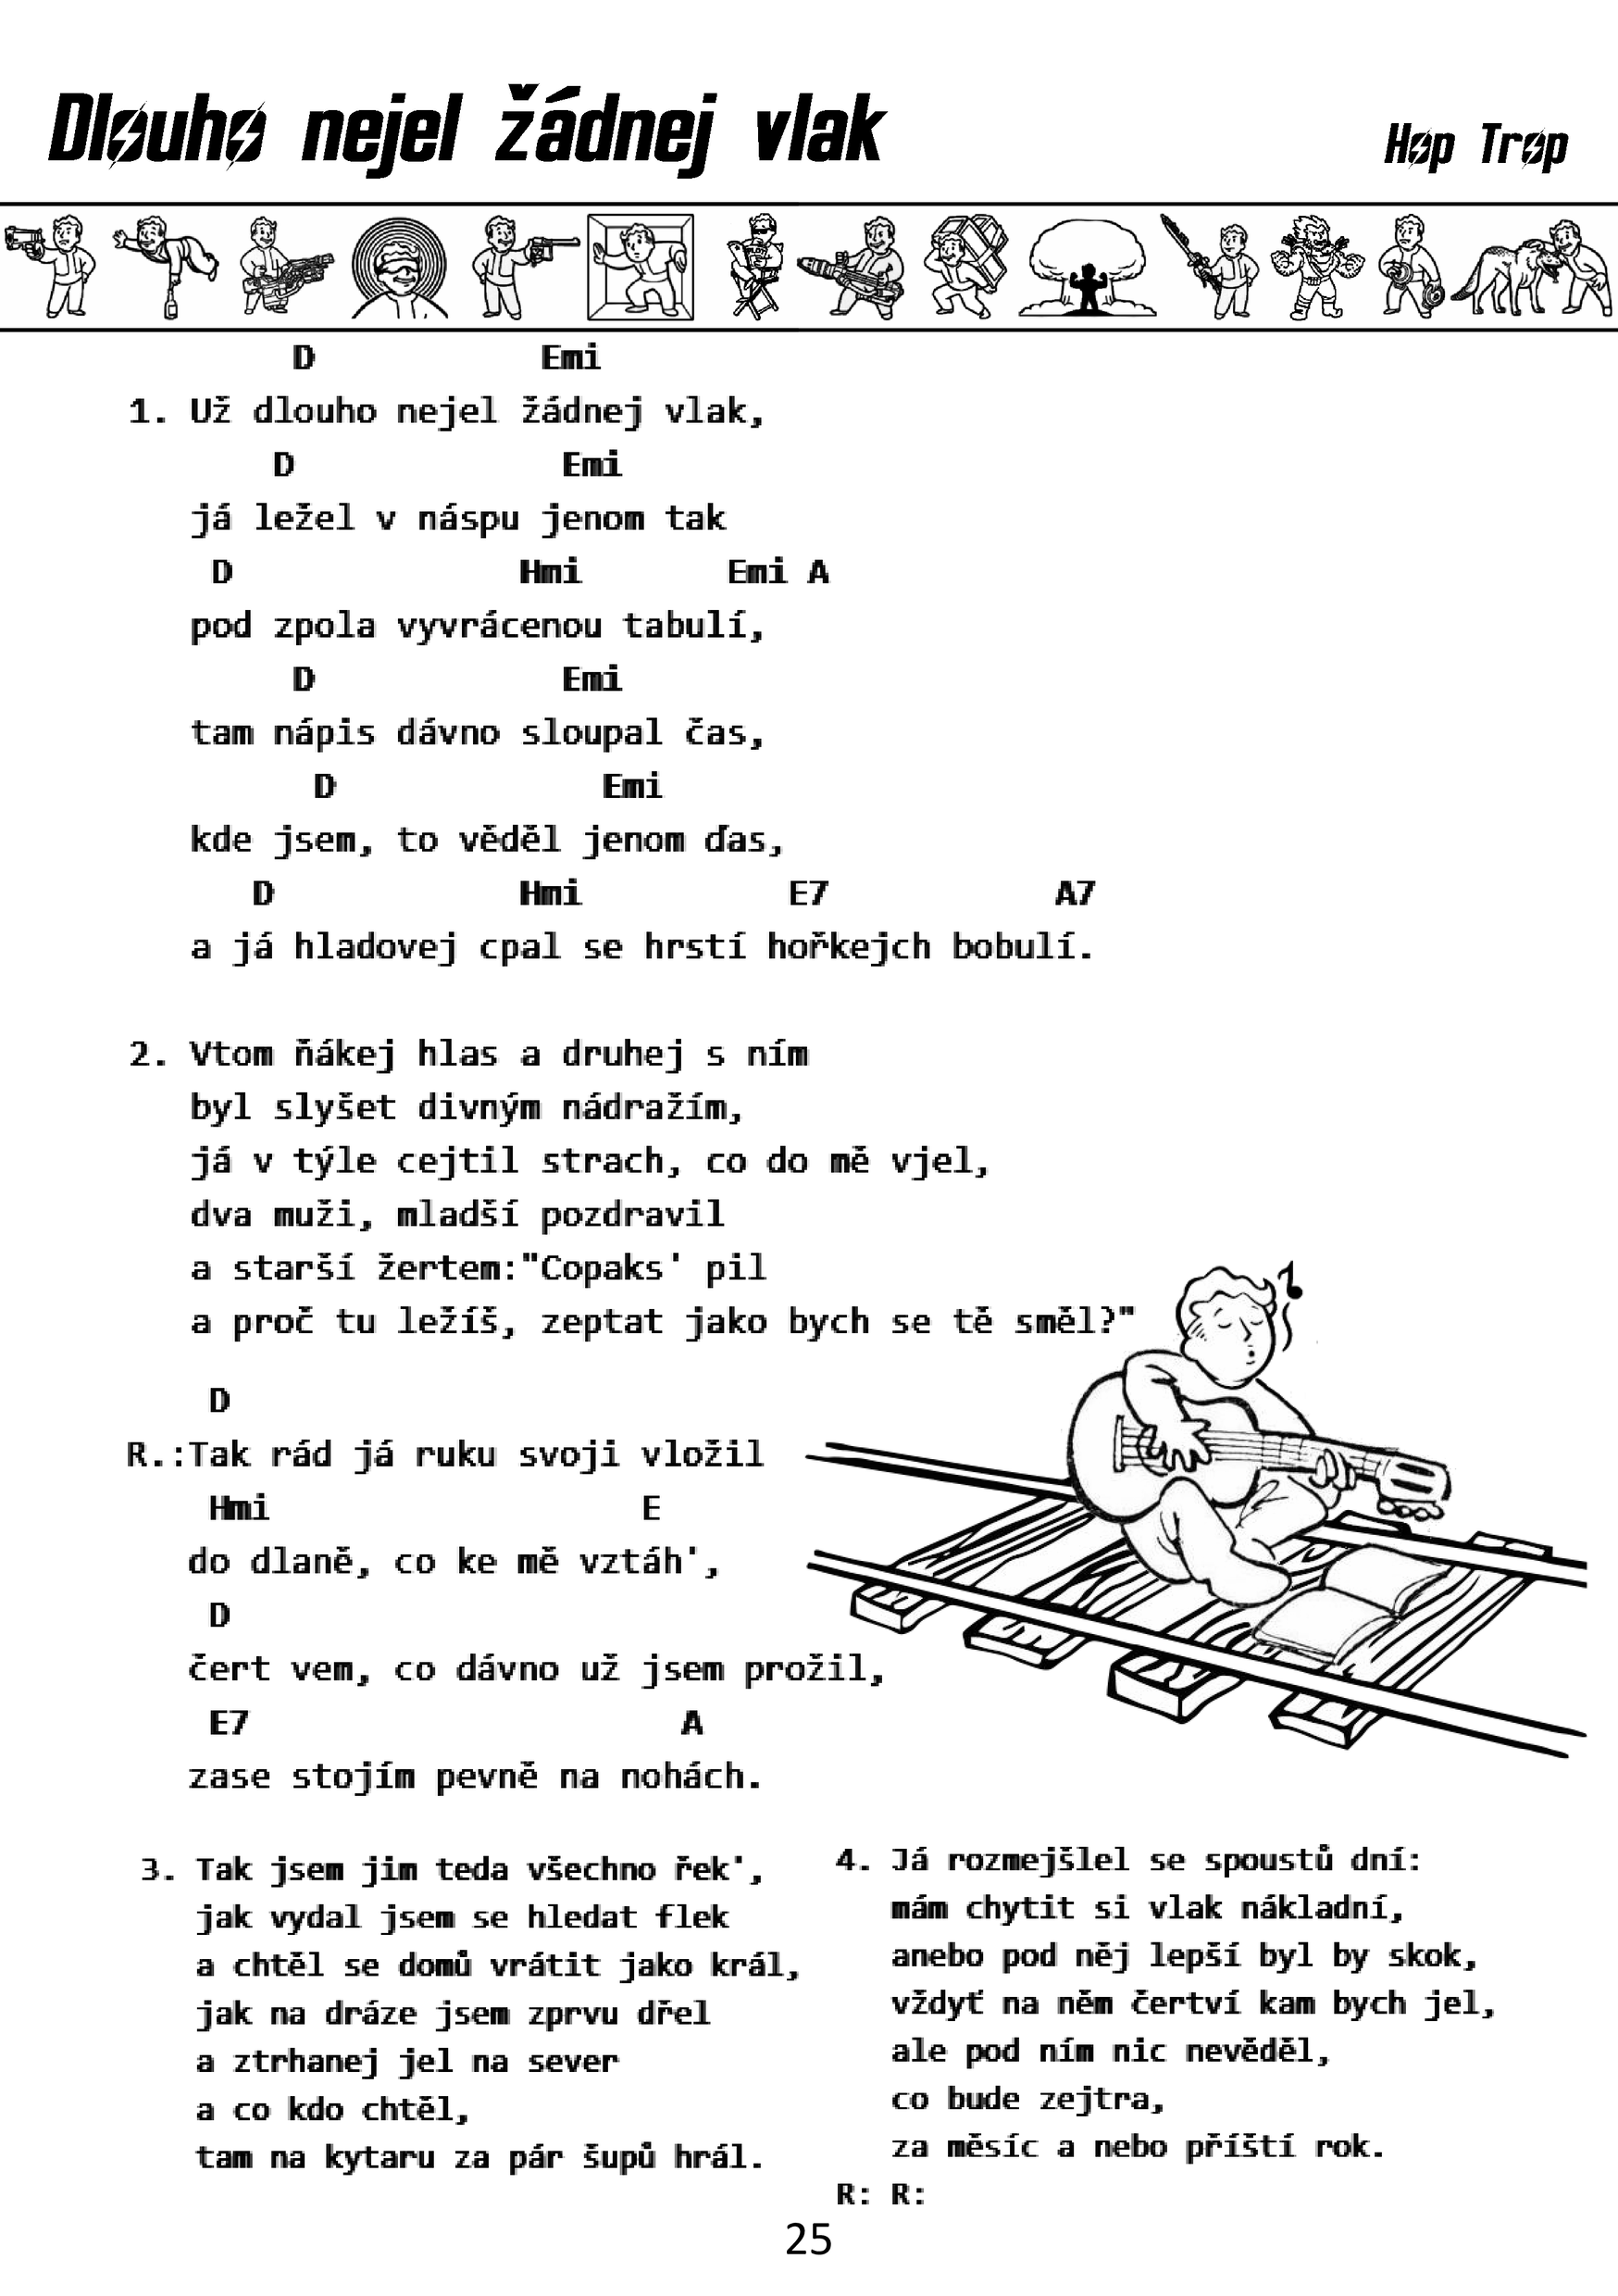 Dlouho nejel žádnej vlak
Hop Trop
D Emi
1. Už dlouho nejel žádnej vlak,
D Emi
já ležel v náspu jenom tak
D Hmi Emi A
pod zpola vyvrácenou tabulí,
D Emi
tam nápis dávno sloupal čas,
D Emi
kde jsem, to věděl jenom ďas,
D Hmi E7 A7
a já hladovej cpal se hrstí hořkejch bobulí.
2. Vtom ňákej hlas a druhej s ním
byl slyšet divným nádražím,
já v týle cejtil strach, co do mě vjel,
dva muži, mladší pozdravil
a starší žertem:"Copaks' pil
a proč tu ležíš, zeptat jako bych se tě směl?"
D
R.:Tak rád já ruku svoji vložil
Hmi E
do dlaně, co ke mě vztáh',
D
čert vem, co dávno už jsem prožil,
E7 A
zase stojím pevně na nohách.
3. Tak jsem jim teda všechno řek',
jak vydal jsem se hledat flek
a chtěl se domů vrátit jako král,
jak na dráze jsem zprvu dřel
a ztrhanej jel na sever
a co kdo chtěl,
tam na kytaru za pár šupů hrál.
4. Já rozmejšlel se spoustů dní:
mám chytit si vlak nákladní,
anebo pod něj lepší byl by skok,
vždyť na něm čertví kam bych jel,
ale pod ním nic nevěděl,
co bude zejtra,
za měsíc a nebo příští rok.
R: R:
25